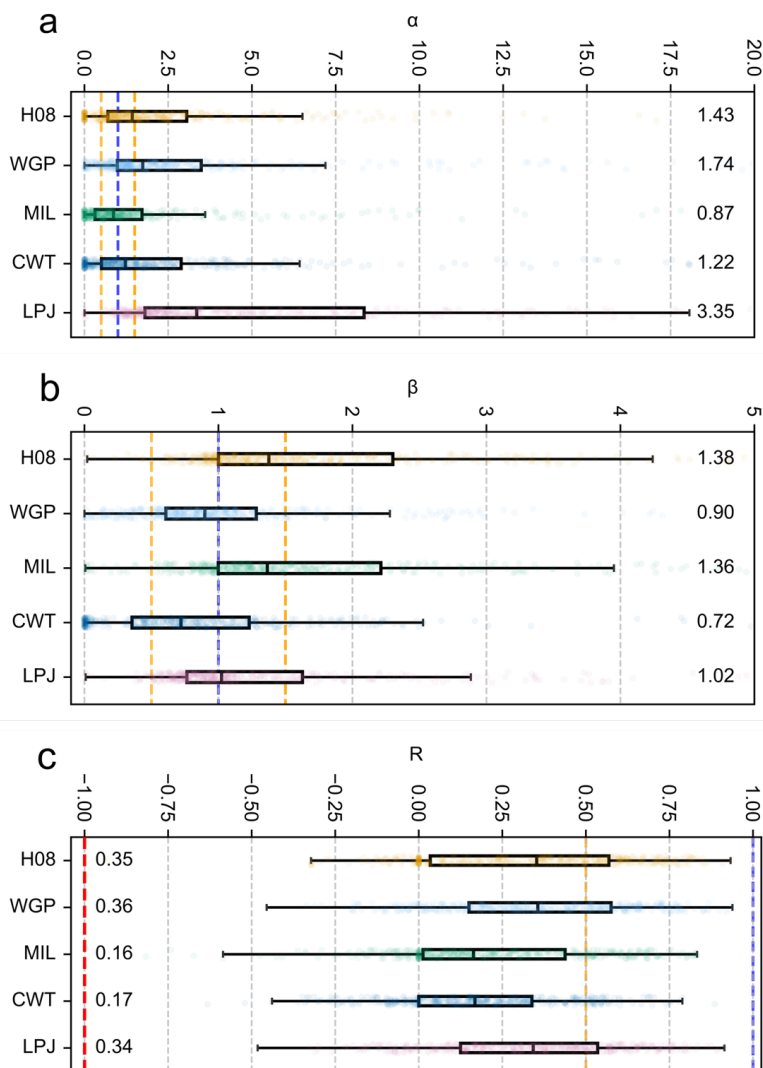 a
α
0.0 2.5 5.0 7.5 10.0 12.5 15.0 17.5 20.0
H08 1.43
WGP 1.74
MIL 0.87
CWT 1.22
LPJ 3.35
b
β
0 1 2 3 4 5
H08 1.38
WGP 0.90
MIL 1.36
CWT 0.72
LPJ 1.02
c
R
−1.00 −0.75 −0.50 −0.25 0.00 0.25 0.50 0.75 1.00
H08 0.35
WGP 0.36
MIL 0.16
CWT 0.17
LPJ 0.34